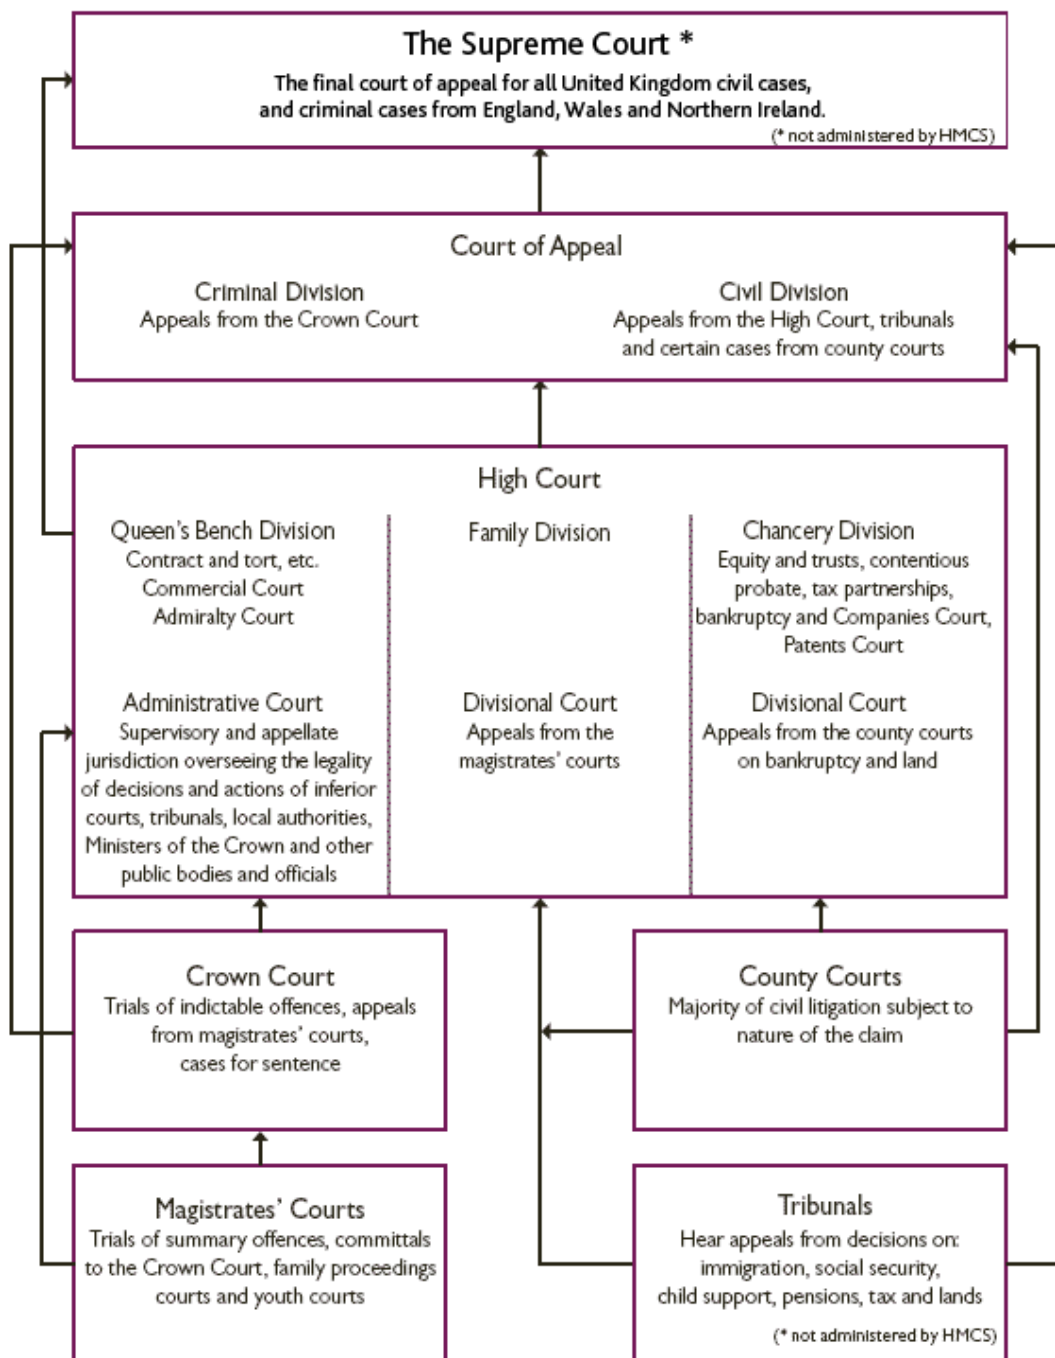 The Supreme Court *
The final court of appeal for all United Kingdom civil cases,
and criminal cases from England, Wales and Northern Ireland.
(* not administered by HMCS)
Court of Appeal
Criminal Division
Appeals from the Crown Court
Civil Division
Appeals from the High Court, tribunals
and certain cases from county courts
High Court
Queen's Bench Division
Contract and tort, etc.
Commercial Court
Admiralty Court
Family Division
Chancery Division
Equity and trusts, contentious
probate, tax partnerships,
bankruptcy and Companies Court,
Patents Court
Administrative Court
Supervisory and appellate
jurisdiction overseeing the legality
of decisions and actions of inferior
courts, tribunals, local authorities,
Ministers of the Crown and other
public bodies and officials
Divisional Court
Appeals from the
magistrates' courts
Divisional Court
Appeals from the county courts
on bankruptcy and land
Crown Court
Trials of indictable offences, appeals
from magistrates' courts,
cases for sentence
County Courts
Majority of civil litigation subject to
nature of the claim
Magistrates' Courts
Trials of summary offences, committals
to the Crown Court, family proceedings
courts and youth courts
Tribunals
Hear appeals from decisions on:
immigration, social security,
child support, pensions, tax and lands
(* not administered by HMCS)